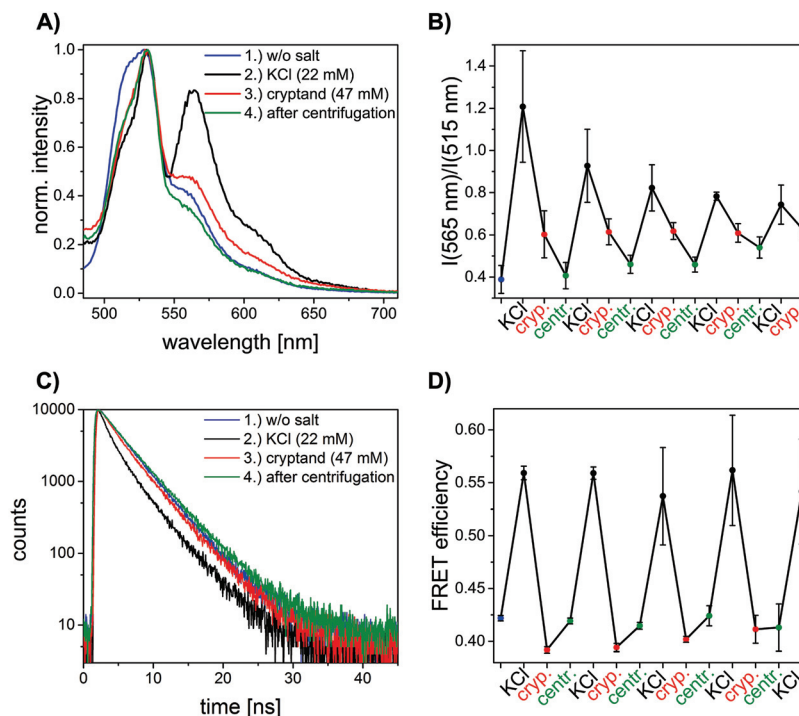 A)
1.) w/o salt
2.) KCl (22 mM)
3.) cryptand (47 mM)
4.) after centrifugation
norm. intensity
1.0
0.8
0.6
0.4
0.2
0.0
500 550 600 650 700
wavelength [nm]
B)
I(565 nm)/I(515 nm)
1.4
1.2
1.0
0.8
0.6
0.4
KCl cryp. centr. KCl cryp. centr. KCl cryp. centr. KCl cryp. centr. KCl cryp.
C)
1.) w/o salt
2.) KCl (22 mM)
3.) cryptand (47 mM)
4.) after centrifugation
counts
10000
1000
100
10
0 10 20 30 40
time [ns]
D)
FRET efficiency
0.60
0.55
0.50
0.45
0.40
KCl cryp. centr. KCl cryp. centr. KCl cryp. centr. KCl cryp. centr. KCl